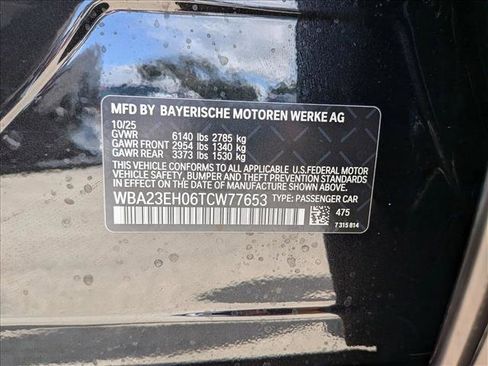 MFD BY BAYERISCHE MOTOREN WERKE AG
10/25
GVWR 6140 lbs 2785 kg
GAWR FRONT 2954 lbs 1340 kg
GAWR REAR 3373 lbs 1530 kg
THIS VEHICLE CONFORMS TO ALL APPLICABLE U.S.FEDERAL MOTOR
VEHICLE SAFETY, BUMPER, AND THEFT PREVENTION STANDARDS
IN EFFECT ON THE DATE OF MANUFACTURE SHOWN ABOVE.
WBA23EH06TCW77653 TYPE: PASSENGER CAR
475
7 315 814